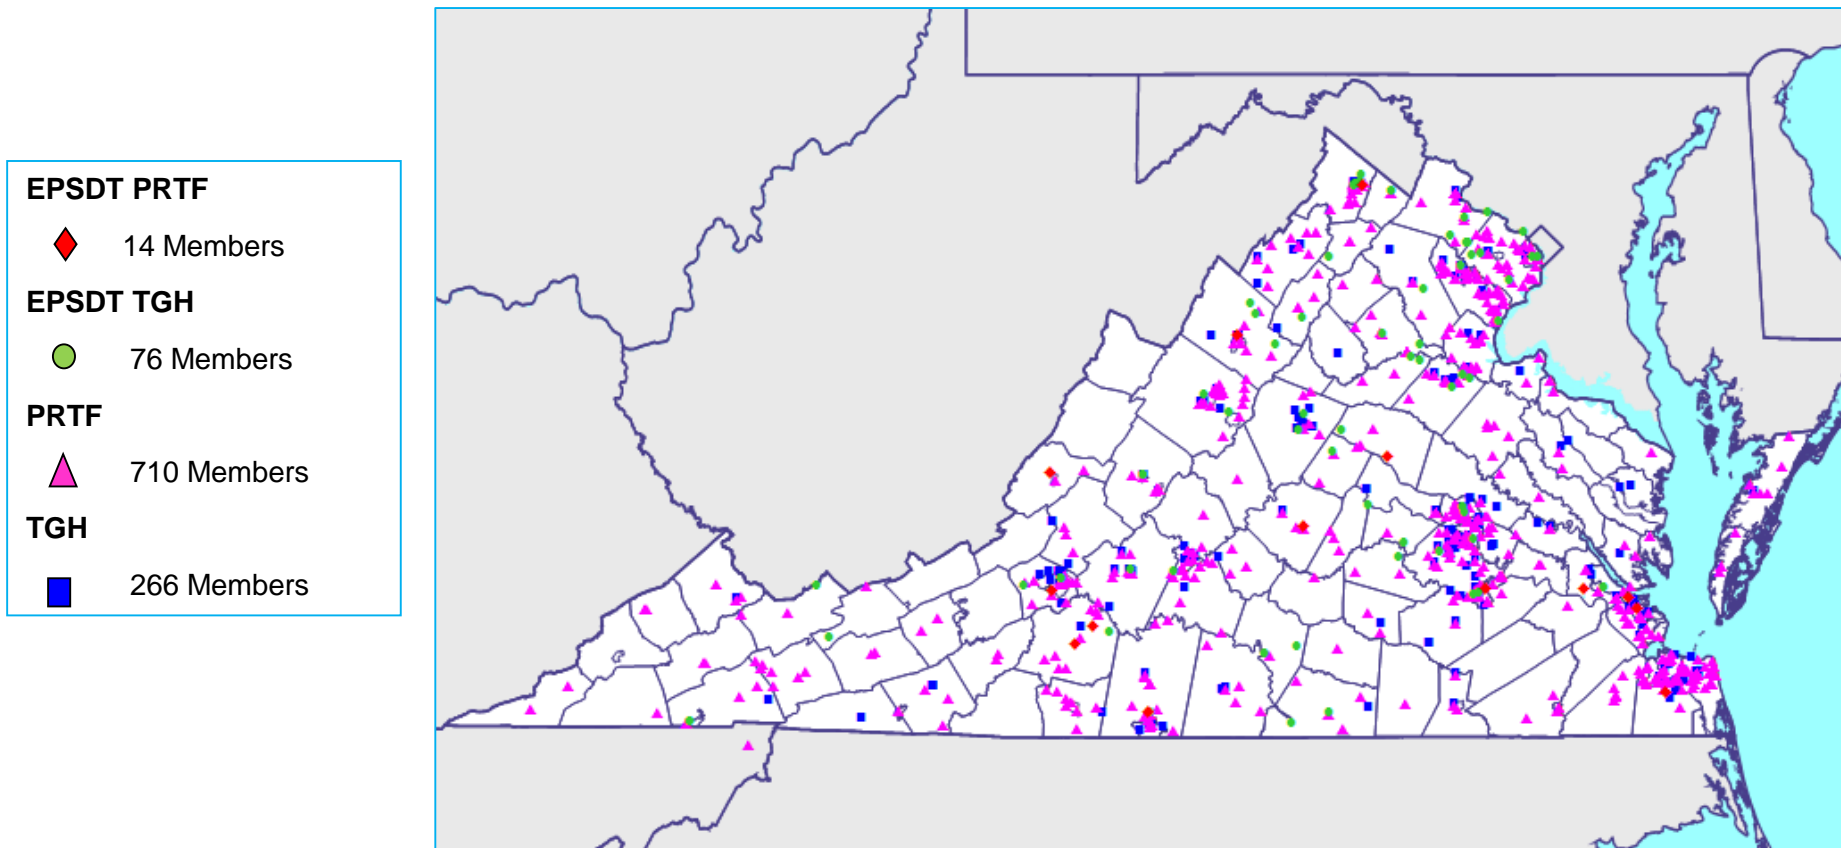 EPSDT PRTF
14 Members
EPSDT TGH
76 Members
PRTF
710 Members
TGH
266 Members